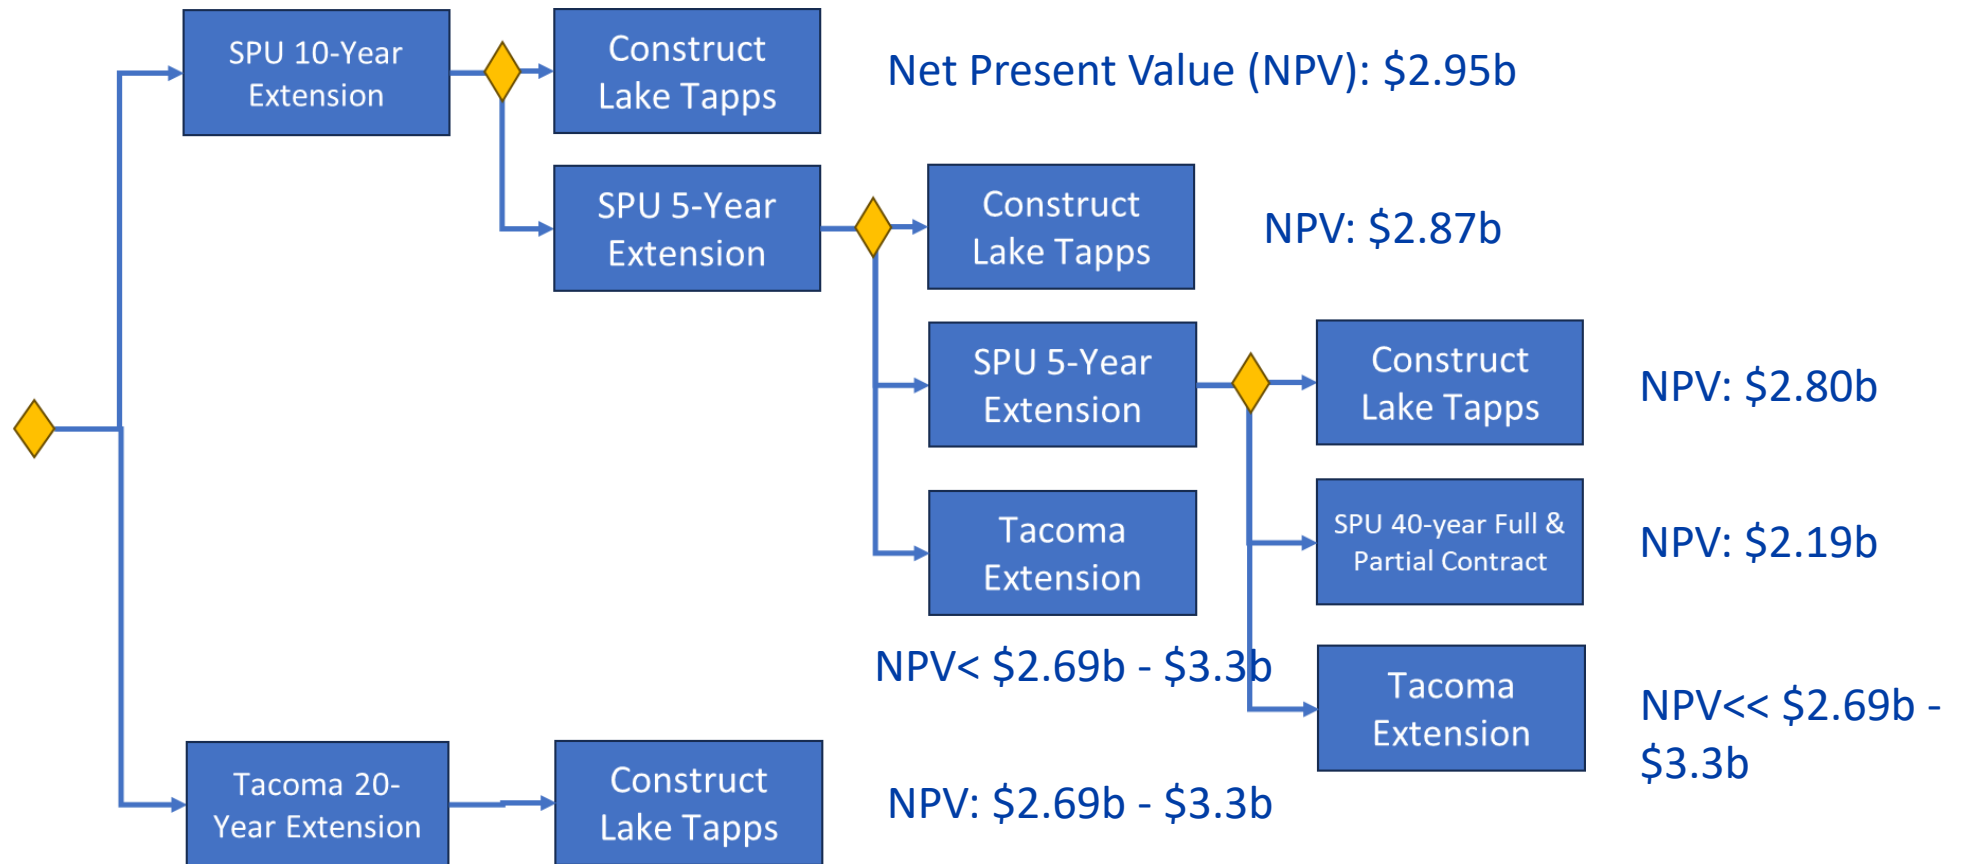 SPU 10-Year
Extension
Construct
Lake Tapps
Net Present Value (NPV): $2.95b
SPU 5-Year
Extension
Construct
Lake Tapps
NPV: $2.87b
SPU 5-Year
Extension
Construct
Lake Tapps
NPV: $2.80b
Tacoma
Extension
NPV< $2.69b - $3.3b
SPU 40-year Full &
Partial Contract
NPV: $2.19b
Tacoma
Extension
NPV<< $2.69b -
$3.3b
Tacoma 20-
Year Extension
Construct
Lake Tapps
NPV: $2.69b - $3.3b